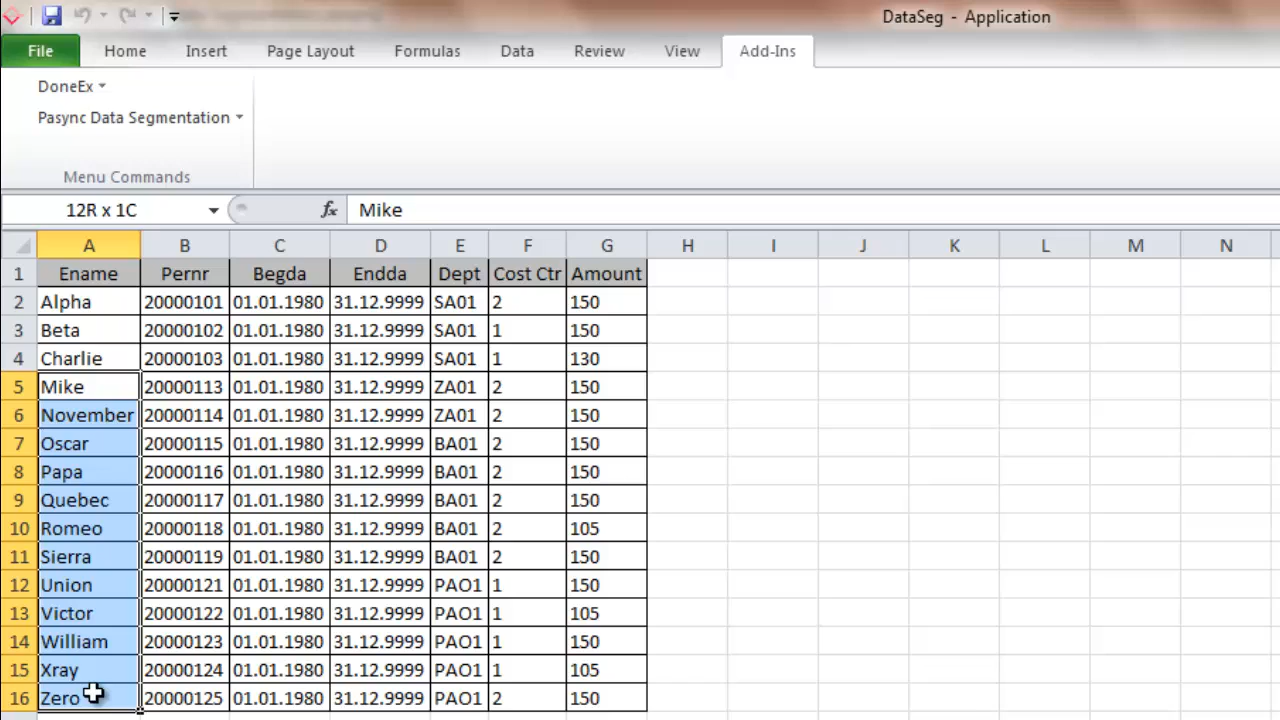 DataSeg - Application
File Home Insert Page Layout Formulas Data Review View Add-Ins
DoneEx
Pasync Data Segmentation
Menu Commands
12R x 1C fx Mike
A B C D E F G H I J K L M N
1 Ename Pernr Begda Endda Dept Cost Ctr Amount
2 Alpha 20000101 01.01.1980 31.12.9999 SA01 2 150
3 Beta 20000102 01.01.1980 31.12.9999 SA01 1 150
4 Charlie 20000103 01.01.1980 31.12.9999 SA01 1 130
5 Mike 20000113 01.01.1980 31.12.9999 ZA01 2 150
6 November 20000114 01.01.1980 31.12.9999 ZA01 2 150
7 Oscar 20000115 01.01.1980 31.12.9999 BA01 2 150
8 Papa 20000116 01.01.1980 31.12.9999 BA01 2 150
9 Quebec 20000117 01.01.1980 31.12.9999 BA01 2 150
10 Romeo 20000118 01.01.1980 31.12.9999 BA01 2 105
11 Sierra 20000119 01.01.1980 31.12.9999 BA01 2 150
12 Union 20000121 01.01.1980 31.12.9999 PAO1 1 150
13 Victor 20000122 01.01.1980 31.12.9999 PAO1 1 105
14 William 20000123 01.01.1980 31.12.9999 PAO1 1 150
15 Xray 20000124 01.01.1980 31.12.9999 PAO1 1 105
16 Zero 20000125 01.01.1980 31.12.9999 PAO1 2 150